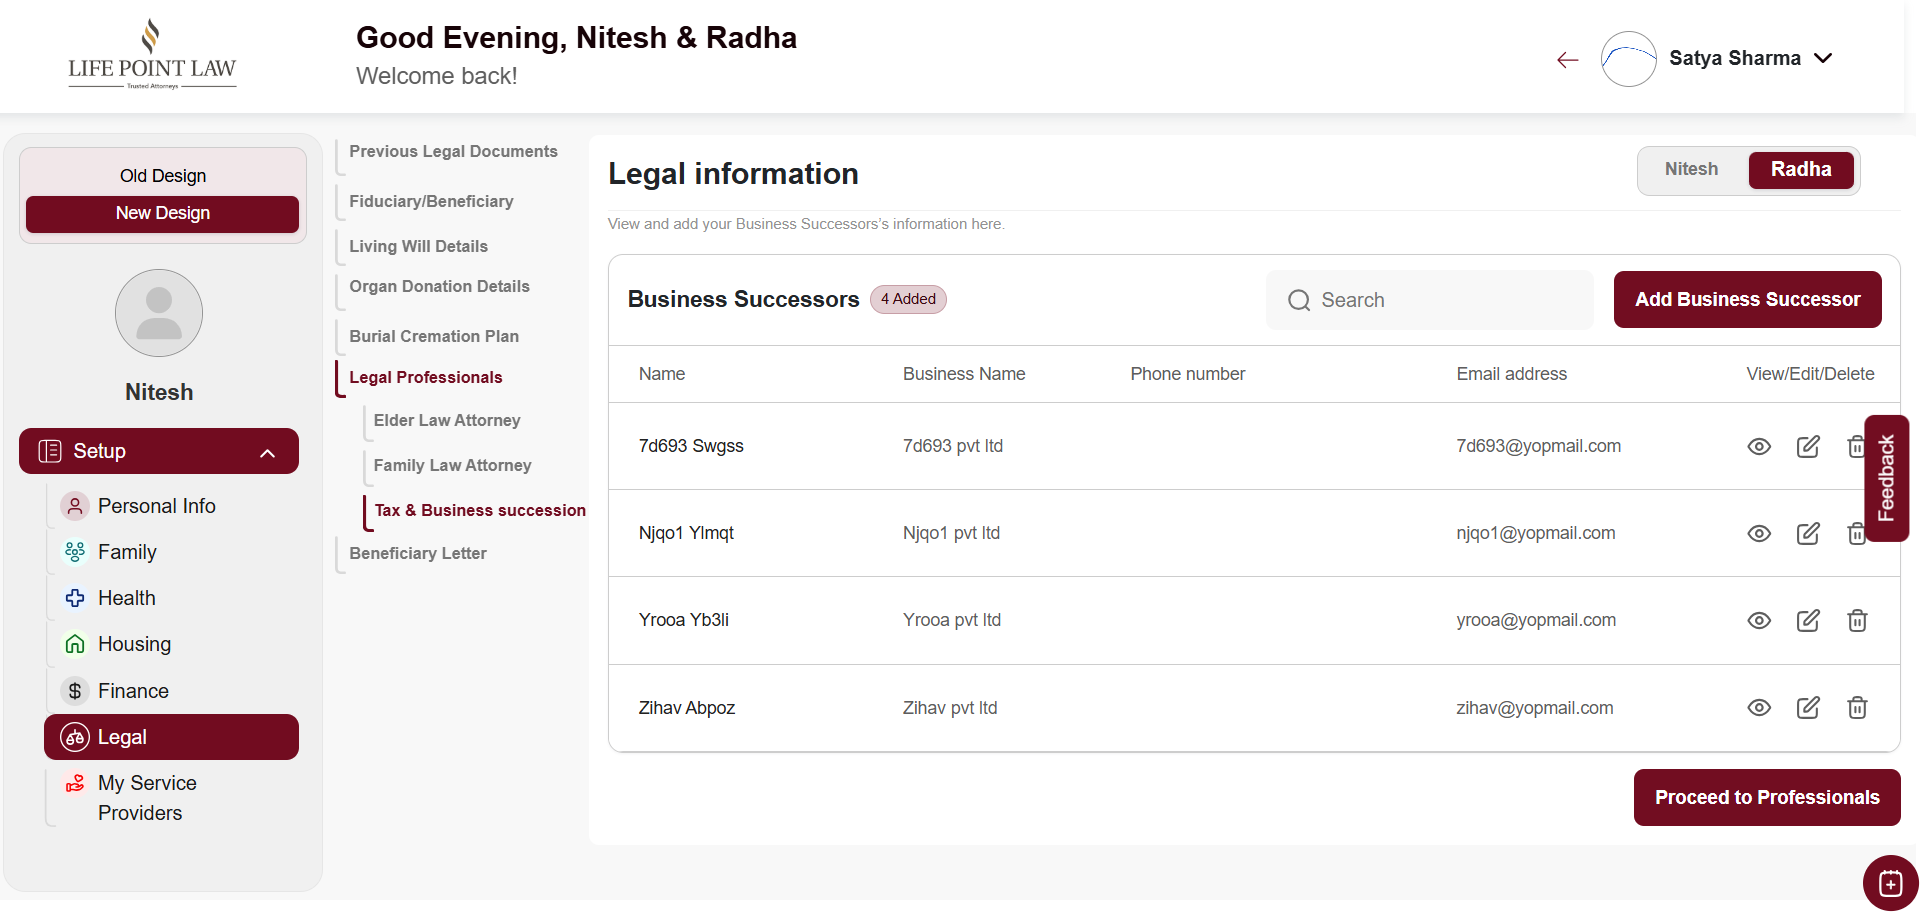 LIFE POINT LAW
Trusted Attorneys
Good Evening, Nitesh & Radha
Welcome back!
Satya Sharma
Old Design
New Design
Nitesh
Setup
Personal Info
Family
Health
Housing
Finance
Legal
My Service
Providers
Previous Legal Documents
Fiduciary/Beneficiary
Living Will Details
Organ Donation Details
Burial Cremation Plan
Legal Professionals
Elder Law Attorney
Family Law Attorney
Tax & Business succession
Beneficiary Letter
Legal information
Nitesh Radha
View and add your Business Successors's information here.
Business Successors 4 Added Search Add Business Successor
Name Business Name Phone number Email address View/Edit/Delete
7d693 Swgss 7d693 pvt ltd 7d693@yopmail.com
Njqo1 Ylmqt Njqo1 pvt ltd njqo1@yopmail.com
Yrooa Yb3li Yrooa pvt ltd yrooa@yopmail.com
Zihav Abpoz Zihav pvt ltd zihav@yopmail.com
Proceed to Professionals
Feedback